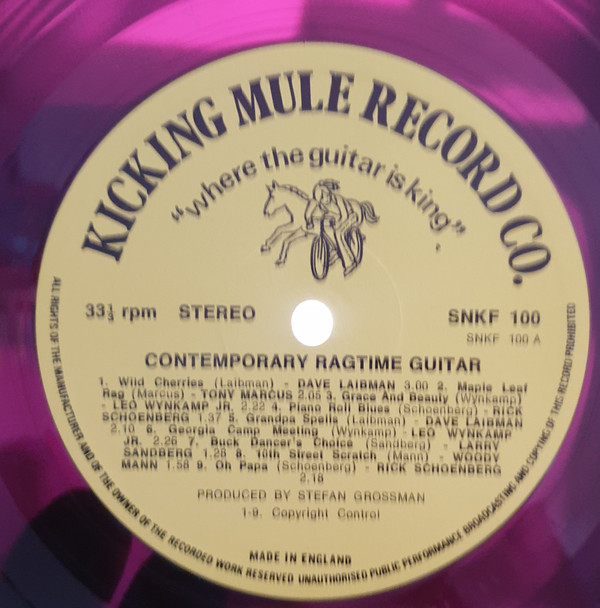 KICKING MULE RECORD CO.
"where the guitar is king"
33⅓ rpm STEREO
SNKF 100
SNKF 100 A
CONTEMPORARY RAGTIME GUITAR
1. Wild Cherries (Laibman) - DAVE LAIBMAN 3.00 2. Maple Leaf
Rag (Marcus) - TONY MARCUS 2.05 3. Grace And Beauty (Wynkamp)
- LEO WYNKAMP JR. 2.22 4. Piano Roll Blues (Schoenberg) - RICK
SCHOENBERG 1.37 5. Grandpa Spells (Laibman) - DAVE LAIBMAN
2.10 6. Georgia Camp Meeting (Wynkamp) - LEO WYNKAMP
JR. 2.26 7. Buck Dancer's Choice (Sandberg) - LARRY
SANDBERG 1.28 8. 10th Street Scratch (Mann) - WOODY
MANN 1.58 9. Oh Papa (Schoenberg) - RICK SCHOENBERG
2.18
PRODUCED BY STEFAN GROSSMAN
1-9. Copyright Control
MADE IN ENGLAND
ALL RIGHTS OF THE MANUFACTURER AND OF THE OWNER OF THE RECORDED WORK RESERVED UNAUTHORISED PUBLIC PERFORMANCE BROADCASTING AND COPYING OF THIS RECORD PROHIBITED